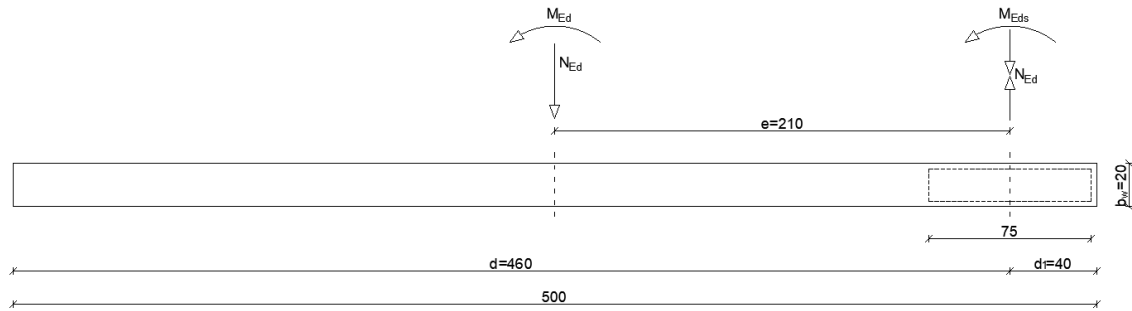 M_Ed M_Eds
N_Ed N_Ed
e=210
b_w=20
75
d=460 d1=40
500